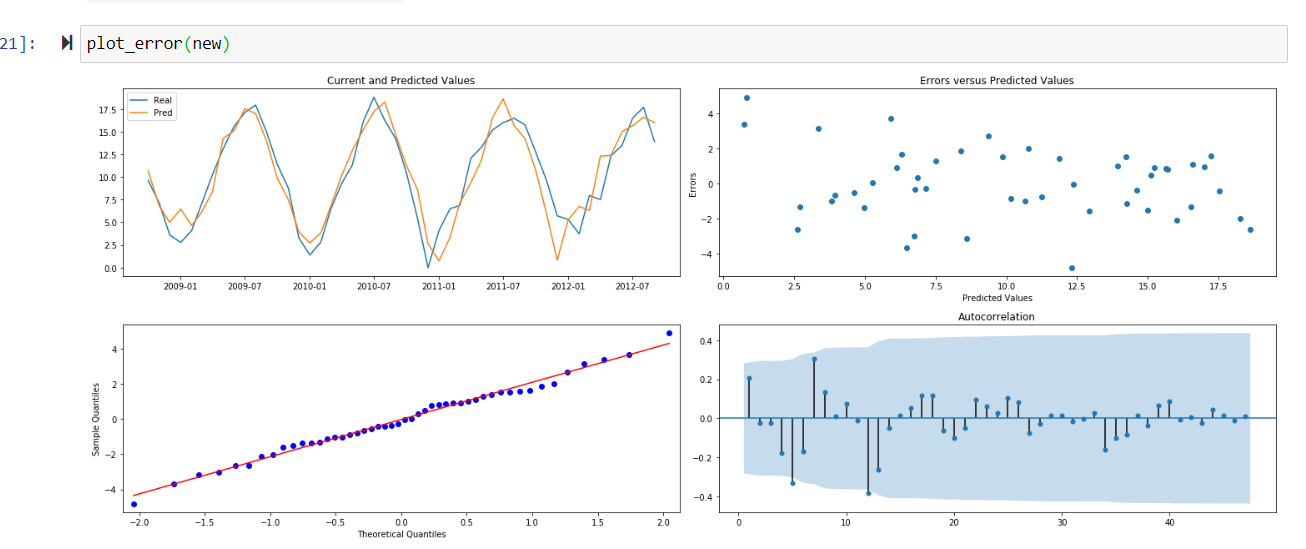 21]:
plot_error(new)
Current and Predicted Values
Real
Pred
17.5
15.0
12.5
10.0
7.5
5.0
2.5
0.0
2009-01 2009-07 2010-01 2010-07 2011-01 2011-07 2012-01 2012-07
Errors versus Predicted Values
Errors
4
2
0
−2
−4
0.0 2.5 5.0 7.5 10.0 12.5 15.0 17.5
Predicted Values
Sample Quantiles
4
2
0
−2
−4
−2.0 −1.5 −1.0 −0.5 0.0 0.5 1.0 1.5 2.0
Theoretical Quantiles
Autocorrelation
0.4
0.2
0.0
−0.2
−0.4
0 10 20 30 40